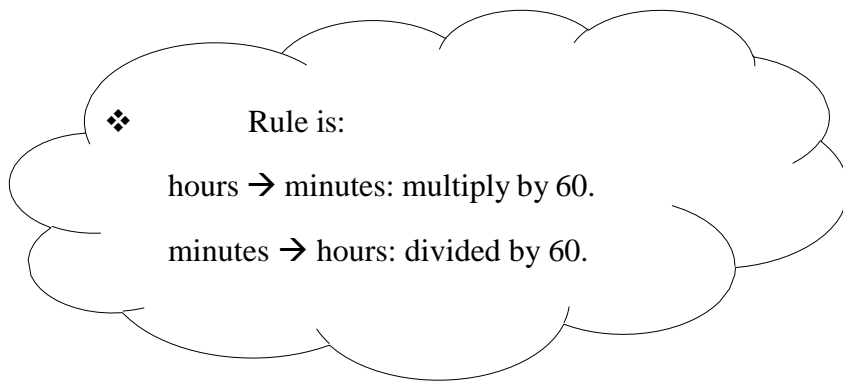 ❖ Rule is:
hours → minutes: multiply by 60.
minutes → hours: divided by 60.